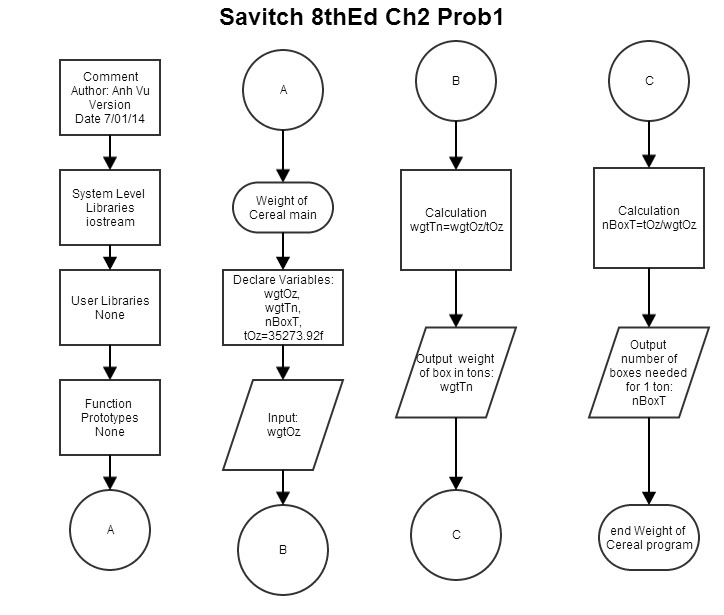 Savitch 8thEd Ch2 Prob1
Comment
Author: Anh Vu
Version
Date 7/01/14
System Level
Libraries
iostream
User Libraries
None
Function
Prototypes
None
A
A
Weight of
Cereal main
Declare Variables:
wgtOz,
wgtTn,
nBoxT,
tOz=35273.92f
Input:
wgtOz
B
B
Calculation
wgtTn=wgtOz/tOz
Output weight
of box in tons:
wgtTn
C
C
Calculation
nBoxT=tOz/wgtOz
Output
number of
boxes needed
for 1 ton:
nBoxT
end Weight of
Cereal program